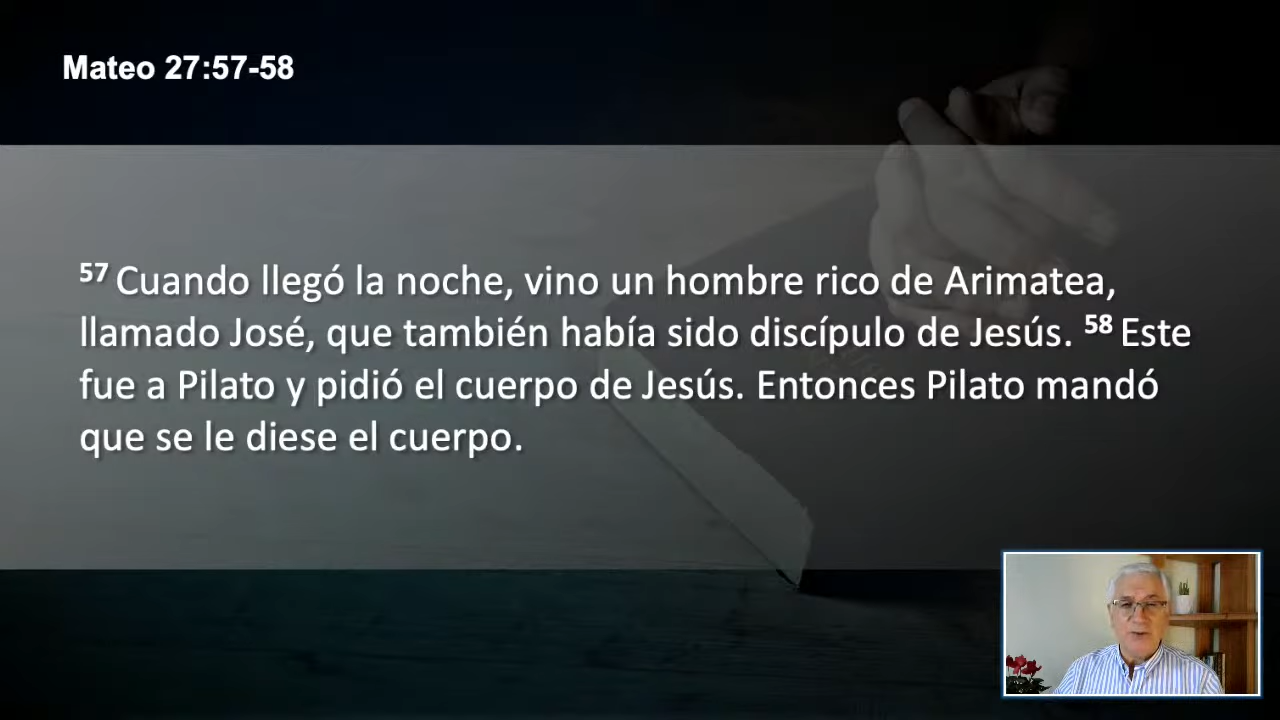 Mateo 27:57-58
57 Cuando llegó la noche, vino un hombre rico de Arimatea,
llamado José, que también había sido discípulo de Jesús. 58 Este
fue a Pilato y pidió el cuerpo de Jesús. Entonces Pilato mandó
que se le diese el cuerpo.